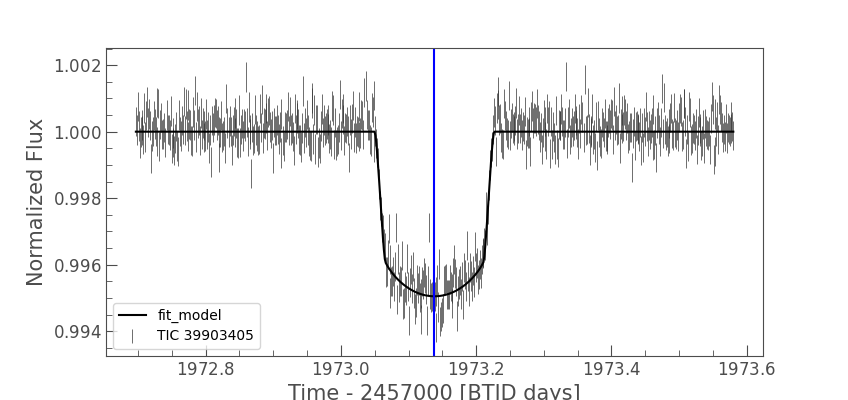 1.002
1.000
0.998
0.996
0.994
Normalized Flux
fit_model
TIC 39903405
1972.8 1973.0 1973.2 1973.4 1973.6
Time - 2457000 [BTJD days]